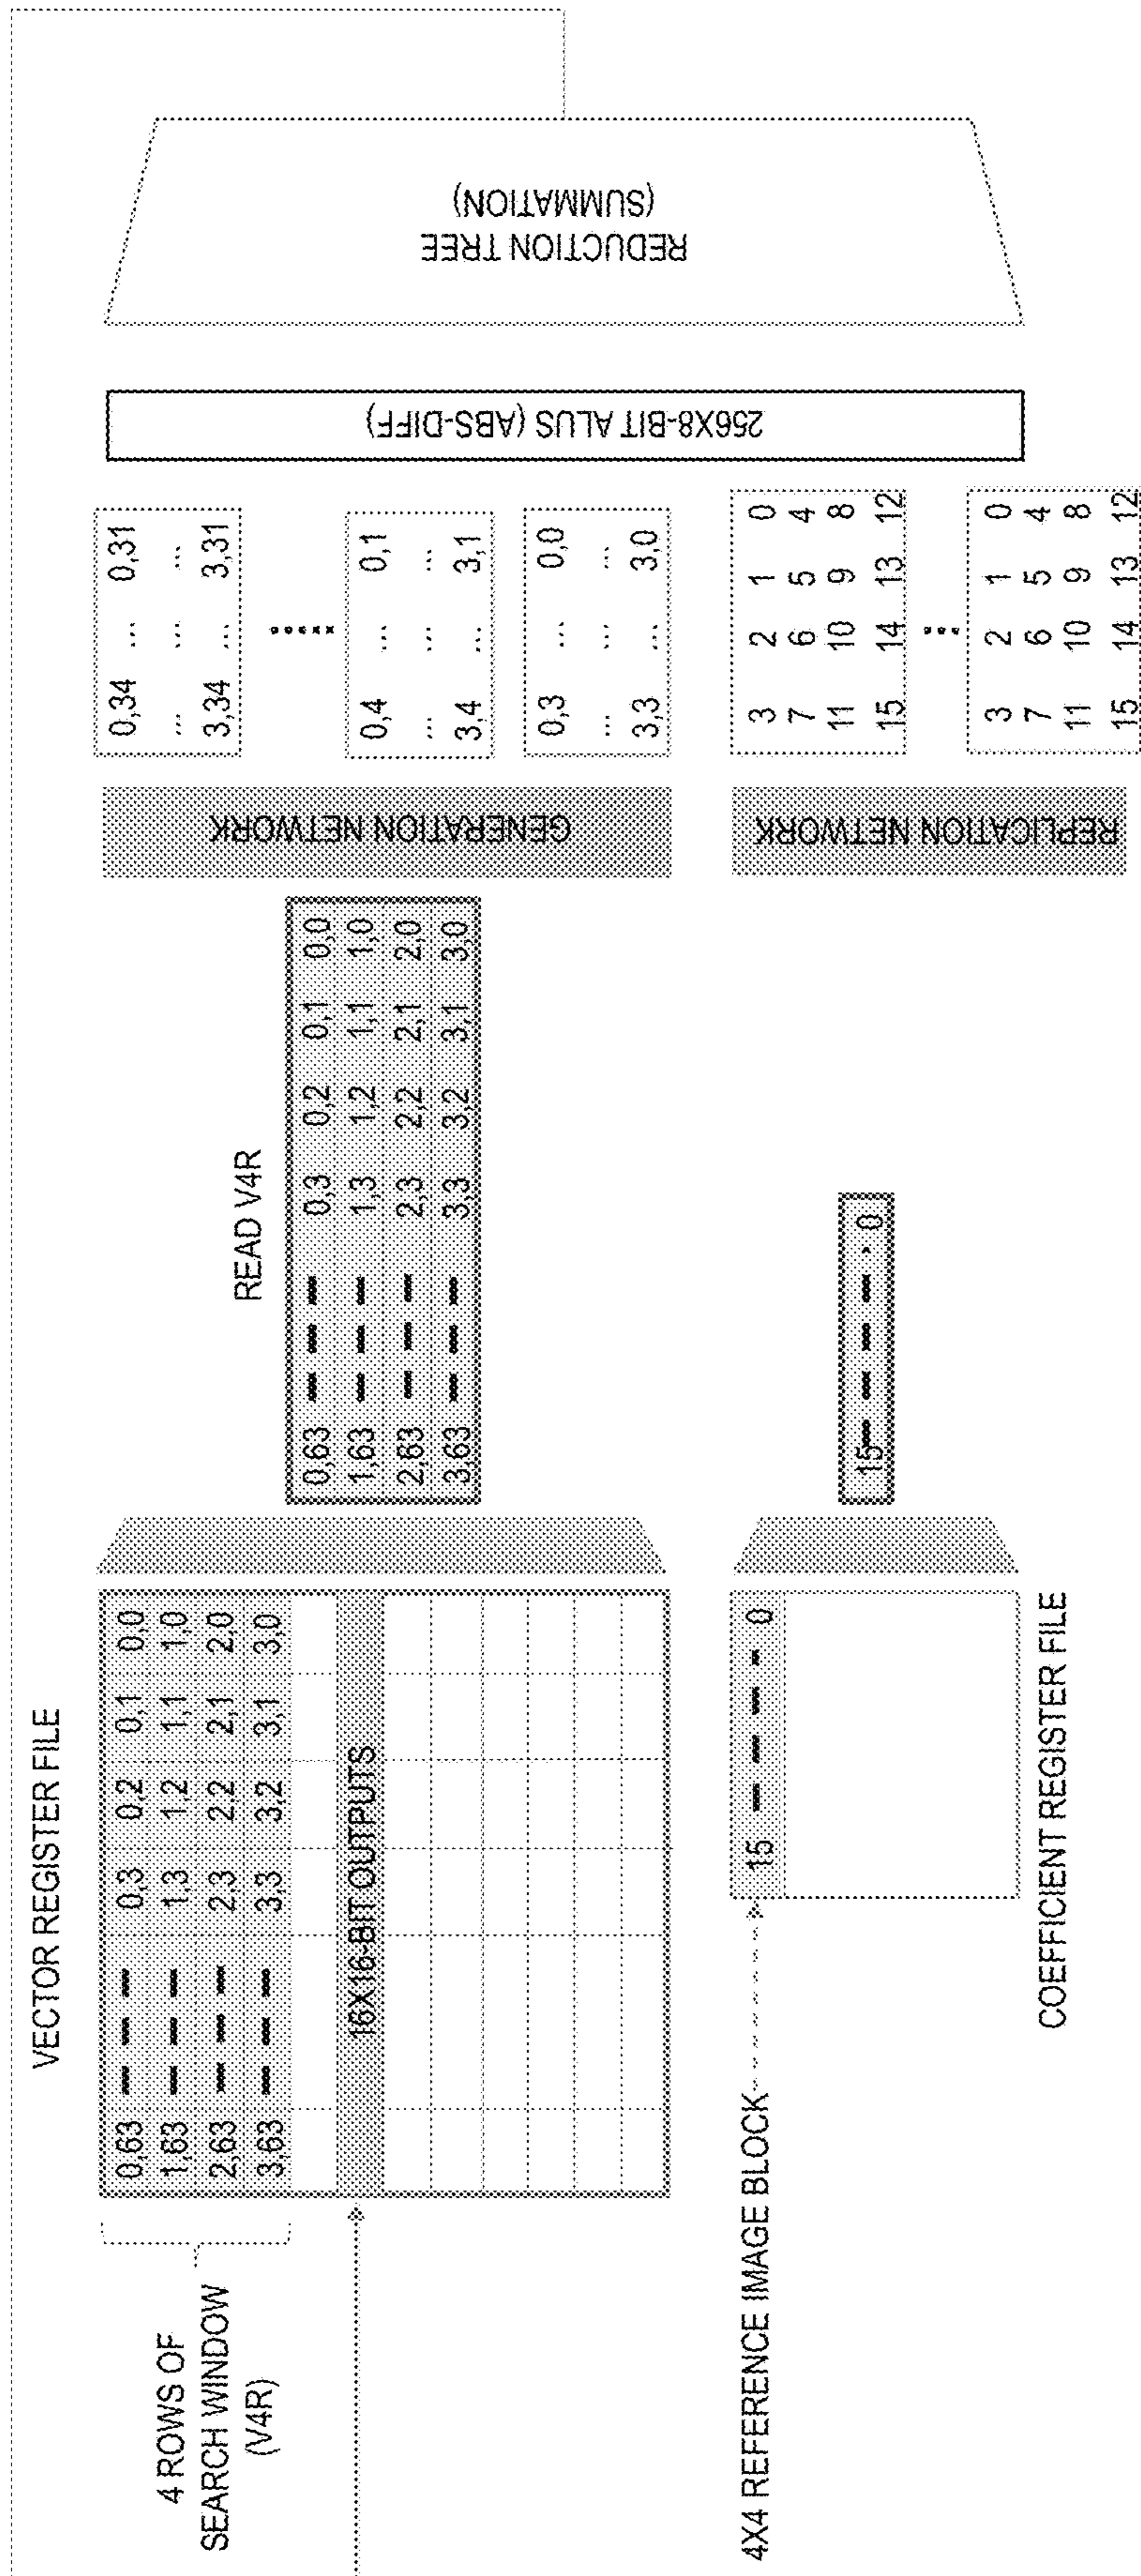 VECTOR REGISTER FILE
4 ROWS OF
SEARCH WINDOW
(V4R)
0,63 0,3 0,2 0,1 0,0
1,63 1,3 1,2 1,1 1,0
2,63 2,3 2,2 2,1 2,0
3,63 3,3 3,2 3,1 3,0
16X16-BIT OUTPUTS
READ V4R
0,63 0,3 0,2 0,1 0,0
1,63 1,3 1,2 1,1 1,0
2,63 2,3 2,2 2,1 2,0
3,63 3,3 3,2 3,1 3,0
GENERATION NETWORK
0,34 ... 0,31
... ... ...
3,34 ... 3,31
0,4 ... 0,1
... ... ...
3,4 ... 3,1
0,3 ... 0,0
... ... ...
3,3 ... 3,0
256X8-BIT ALUS (ABS-DIFF)
REDUCTION TREE
(SUMMATION)
4X4 REFERENCE IMAGE BLOCK
15 0
COEFFICIENT REGISTER FILE
15 0
REPLICATION NETWORK
3 2 1 0
7 6 5 4
11 10 9 8
15 14 13 12
3 2 1 0
7 6 5 4
11 10 9 8
15 14 13 12